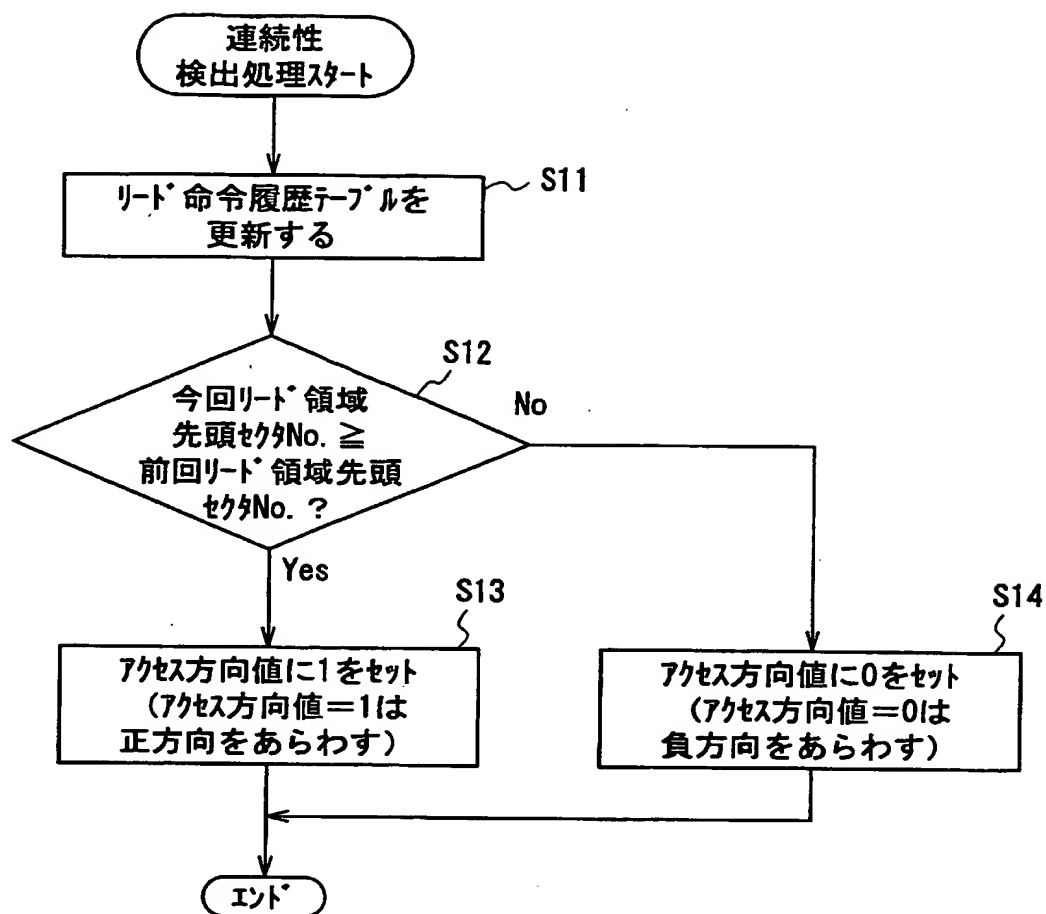 連続性
検出処理ｽﾀｰﾄ
ﾘｰﾄﾞ命令履歴ﾃｰﾌﾞﾙを
更新する
S11
S12
今回ﾘｰﾄﾞ領域
先頭ｾｸﾀNo. ≧
前回ﾘｰﾄﾞ領域先頭
ｾｸﾀNo. ?
No
Yes
S13
ｱｸｾｽ方向値に1をｾｯﾄ
(ｱｸｾｽ方向値＝1は
正方向をあらわす)
S14
ｱｸｾｽ方向値に0をｾｯﾄ
(ｱｸｾｽ方向値＝0は
負方向をあらわす)
ｴﾝﾄﾞ